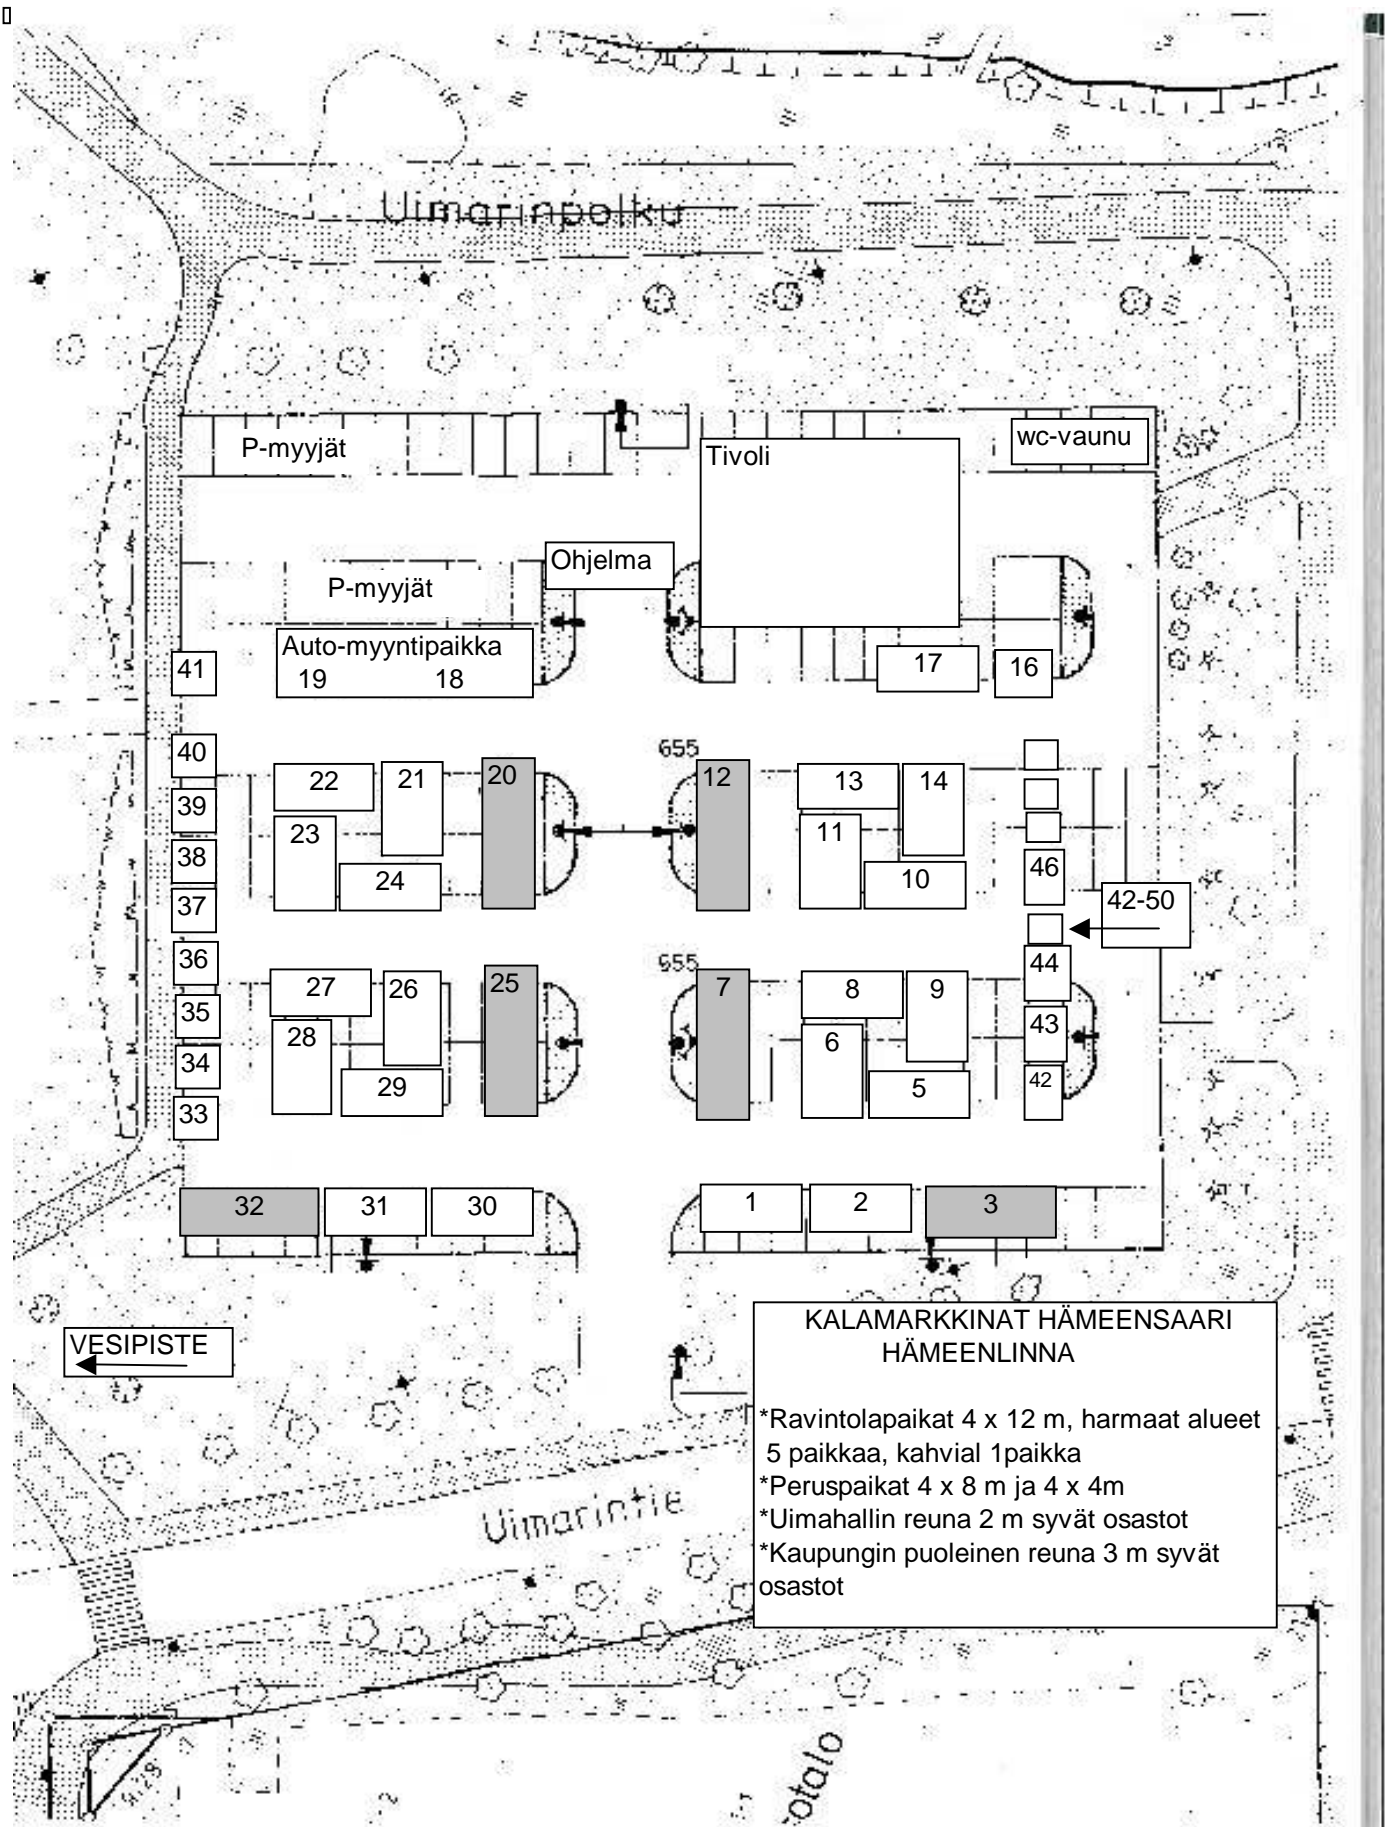 Uimarinpolku
P-myyjät
Tivoli
wc-vaunu
Ohjelma
P-myyjät
Auto-myyntipaikka
19 18
41
17
16
40
22
21
20
655
12
13
14
39
23
11
38
24
10
46
37
42-50
36
655
44
27
26
25
7
8
9
35
28
6
43
34
29
5
42
33
32
31
30
1
2
3
VESIPISTE
KALAMARKKINAT HÄMEENSAARI
HÄMEENLINNA
*Ravintolapaikat 4 x 12 m, harmaat alueet
5 paikkaa, kahvial 1paikka
*Peruspaikat 4 x 8 m ja 4 x 4m
*Uimahallin reuna 2 m syvät osastot
*Kaupungin puoleinen reuna 3 m syvät
osastot
Uimarintie
otalo